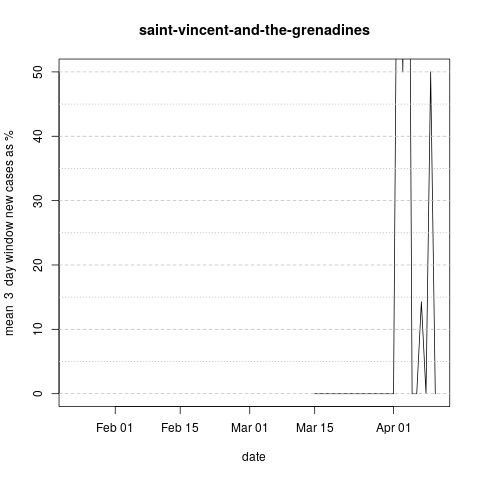 saint-vincent-and-the-grenadines
mean 3 day window new cases as %
50
40
30
20
10
0
Feb 01 Feb 15 Mar 01 Mar 15 Apr 01
date